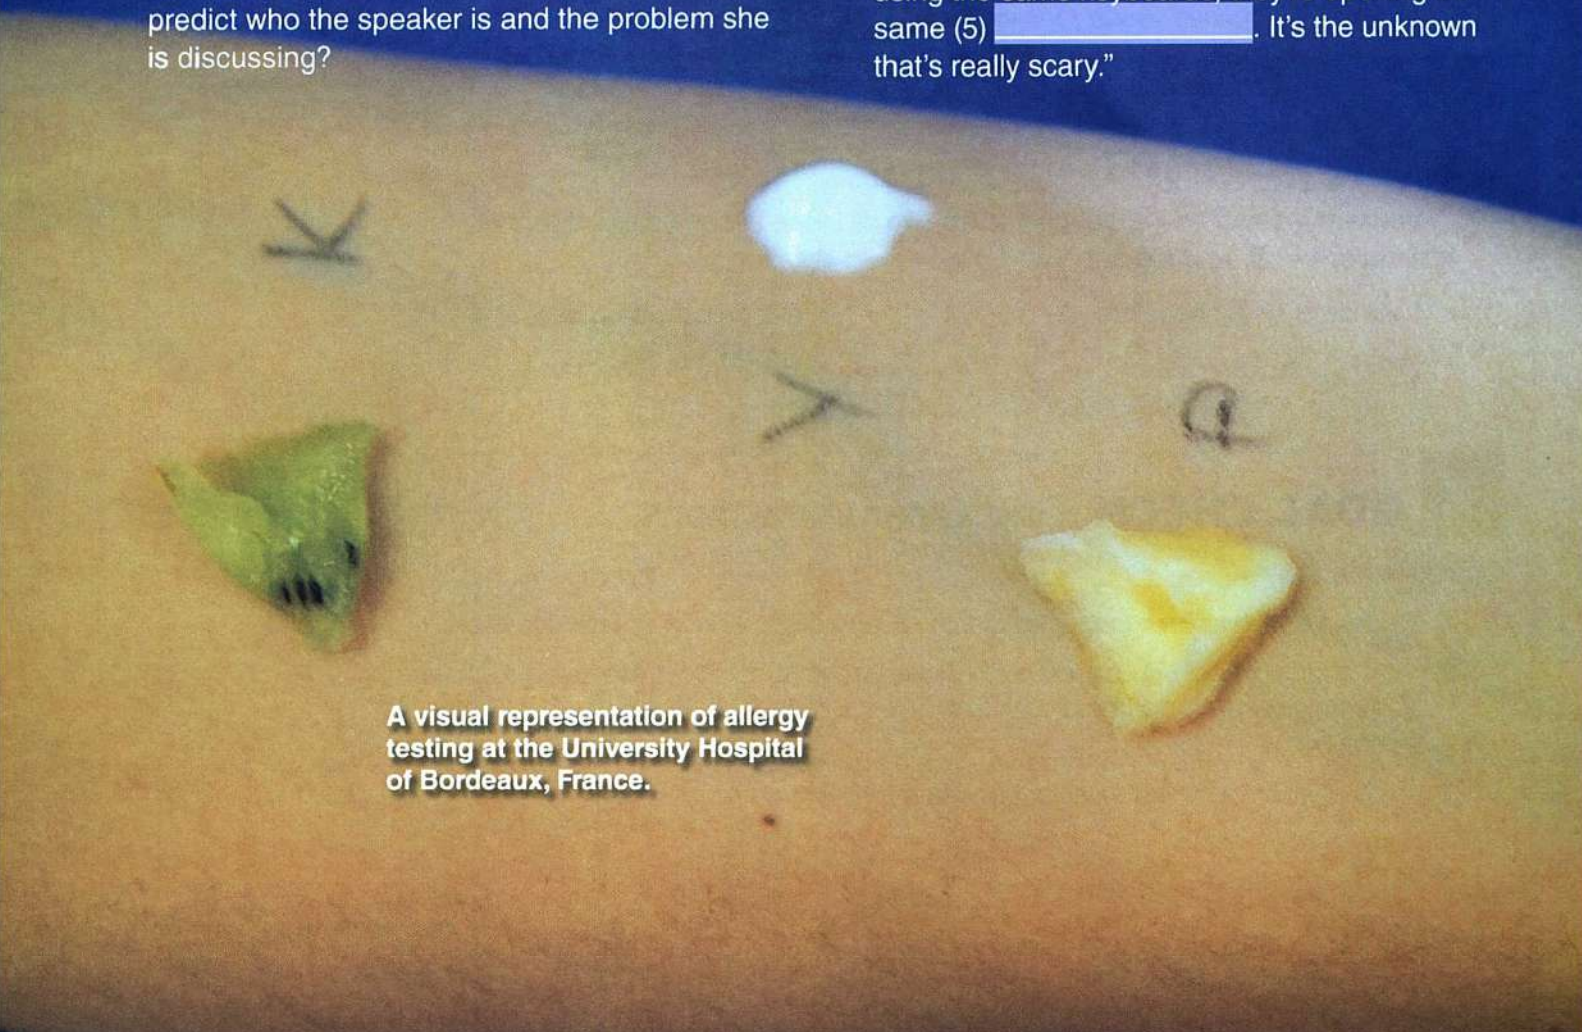 predict who the speaker is and the problem she
is discussing?
same (5) . It's the unknown
that's really scary.”
K
Y
P
A visual representation of allergy
testing at the University Hospital
of Bordeaux, France.